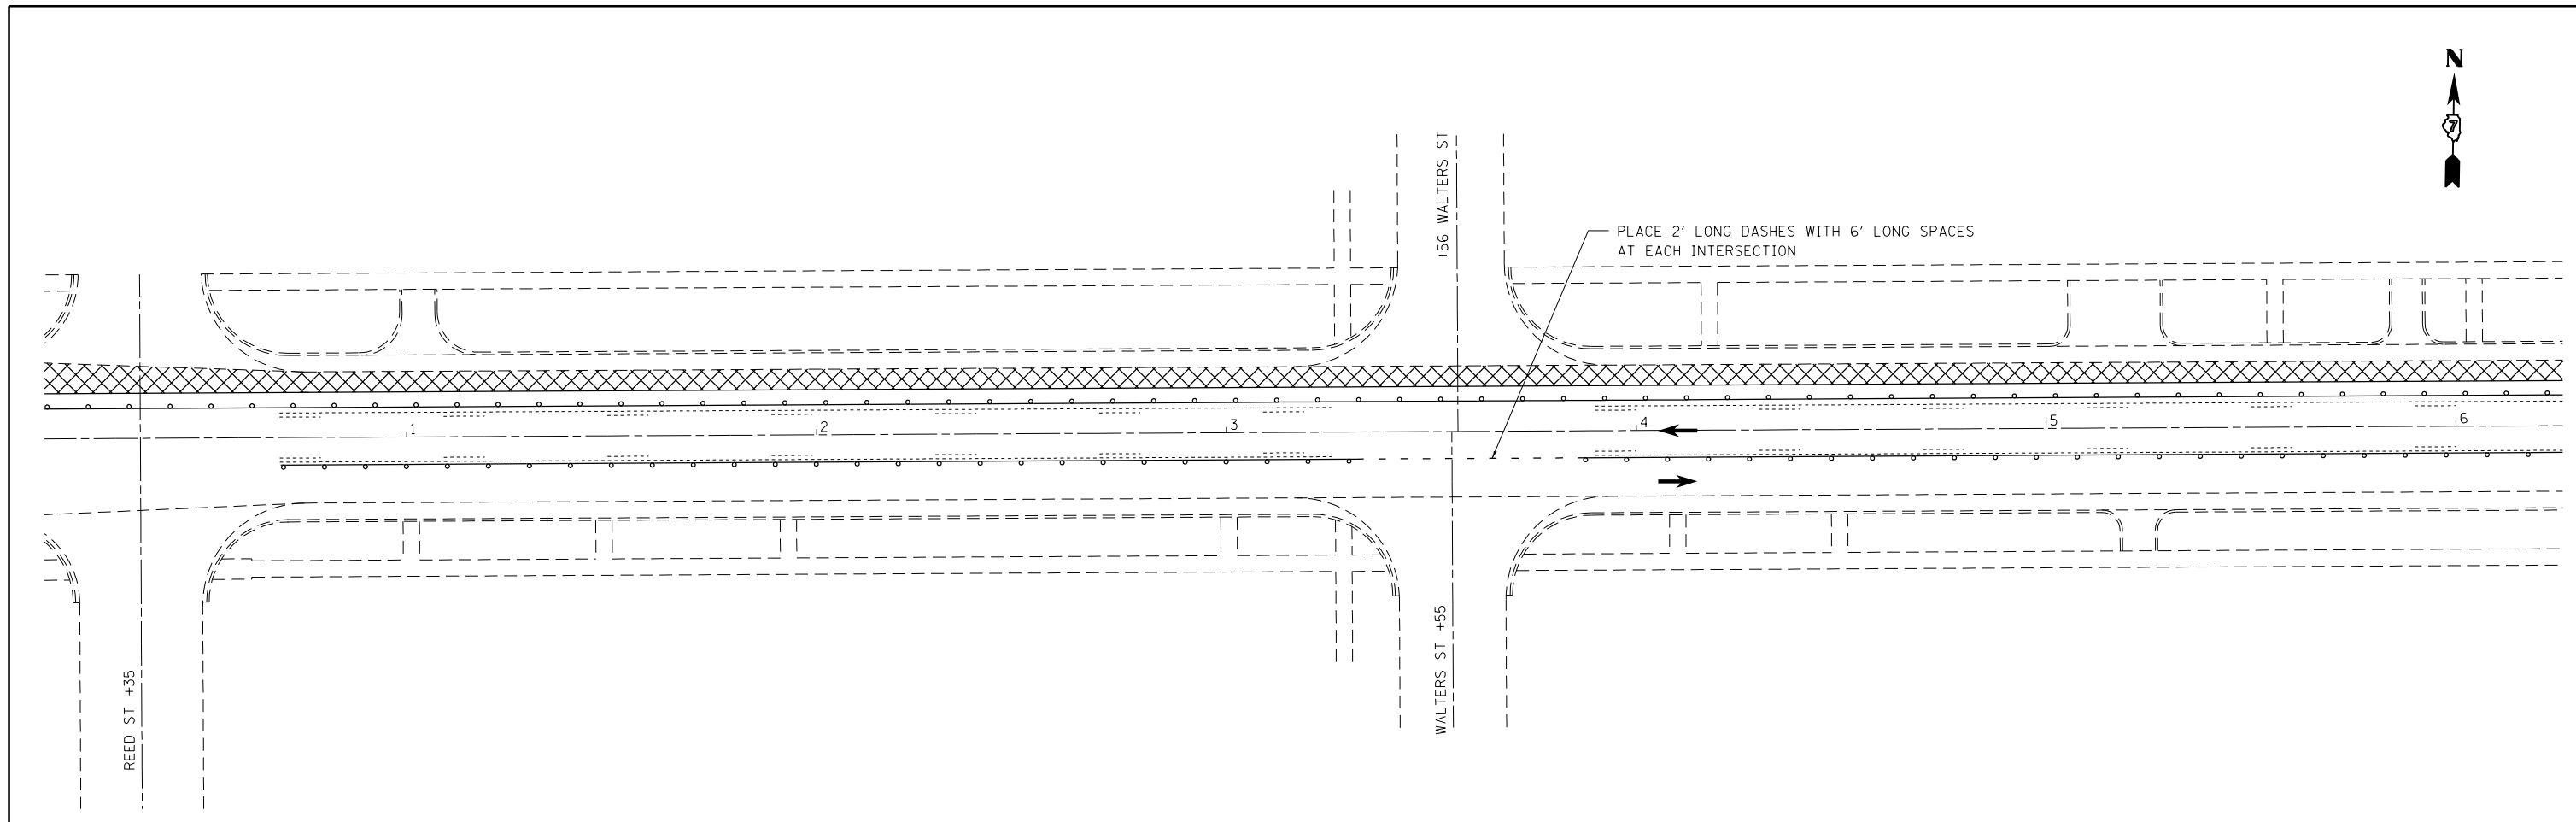 N
7
+56 WALTERS ST
PLACE 2' LONG DASHES WITH 6' LONG SPACES
AT EACH INTERSECTION
1
2
3
4
5
6
REED ST +35
WALTERS ST +55